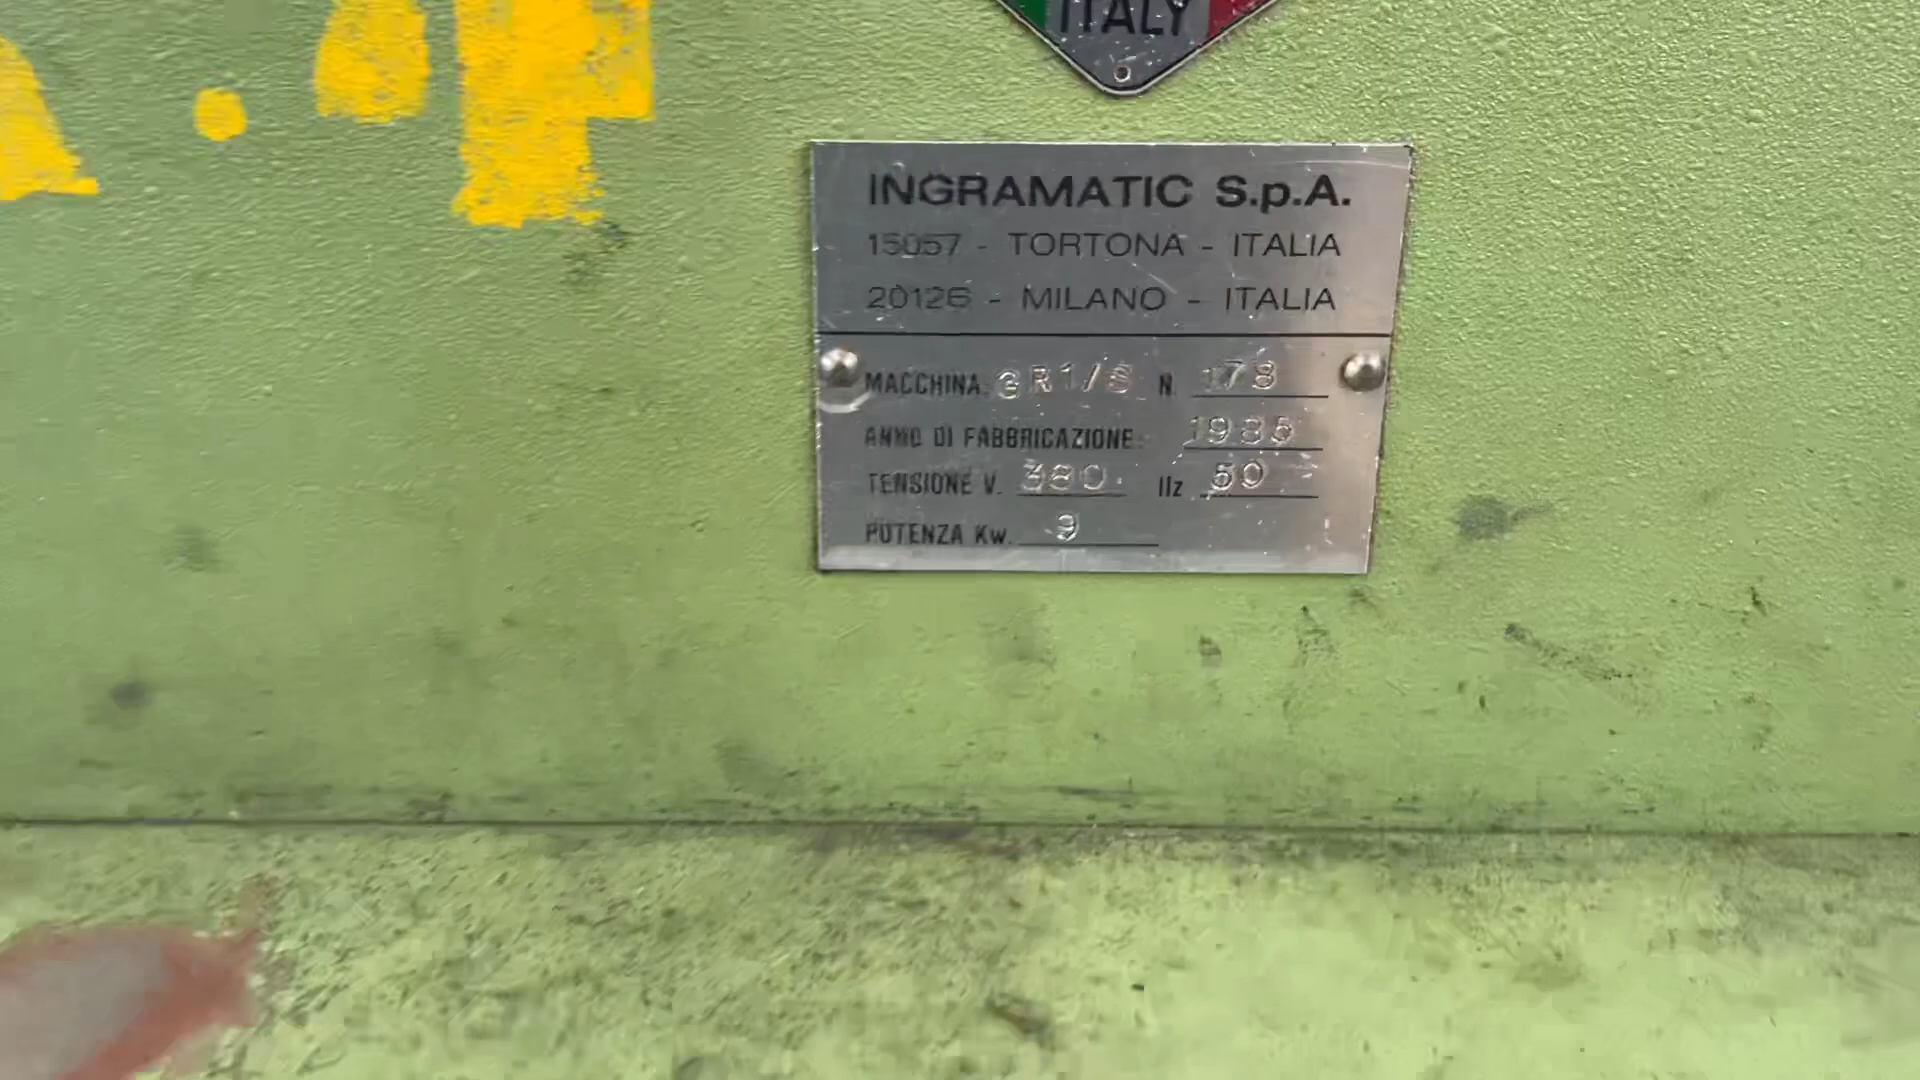 ITALY
INGRAMATIC S.p.A.
15057 - TORTONA - ITALIA
20126 - MILANO - ITALIA
MACCHINA GR1/S N. 178
ANNO DI FABBRICAZIONE 1985
TENSIONE V. 380 Hz 50
POTENZA Kw. 9